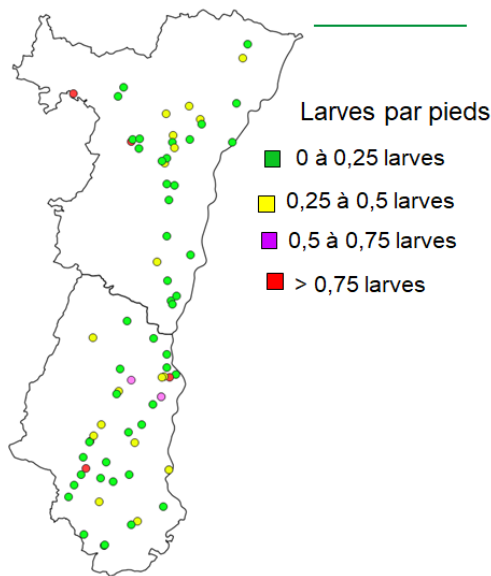 Larves par pieds
0 à 0,25 larves
0,25 à 0,5 larves
0,5 à 0,75 larves
> 0,75 larves